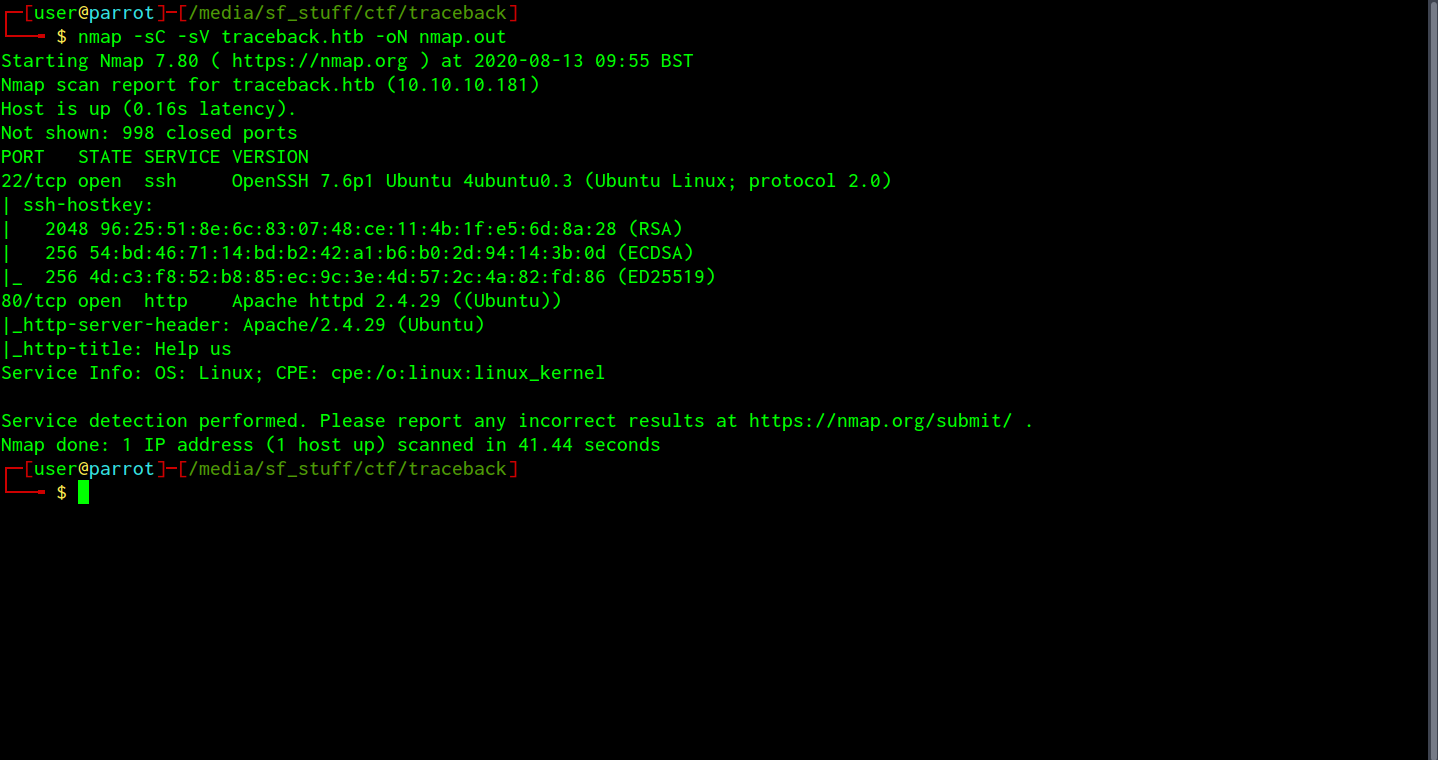 ┌─[user@parrot]─[/media/sf_stuff/ctf/traceback]
└──╼ $ nmap -sC -sV traceback.htb -oN nmap.out
Starting Nmap 7.80 ( https://nmap.org ) at 2020-08-13 09:55 BST
Nmap scan report for traceback.htb (10.10.10.181)
Host is up (0.16s latency).
Not shown: 998 closed ports
PORT   STATE SERVICE VERSION
22/tcp open  ssh     OpenSSH 7.6p1 Ubuntu 4ubuntu0.3 (Ubuntu Linux; protocol 2.0)
| ssh-hostkey:
|   2048 96:25:51:8e:6c:83:07:48:ce:11:4b:1f:e5:6d:8a:28 (RSA)
|   256 54:bd:46:71:14:bd:b2:42:a1:b6:b0:2d:94:14:3b:0d (ECDSA)
|_  256 4d:c3:f8:52:b8:85:ec:9c:3e:4d:57:2c:4a:82:fd:86 (ED25519)
80/tcp open  http    Apache httpd 2.4.29 ((Ubuntu))
|_http-server-header: Apache/2.4.29 (Ubuntu)
|_http-title: Help us
Service Info: OS: Linux; CPE: cpe:/o:linux:linux_kernel

Service detection performed. Please report any incorrect results at https://nmap.org/submit/ .
Nmap done: 1 IP address (1 host up) scanned in 41.44 seconds
┌─[user@parrot]─[/media/sf_stuff/ctf/traceback]
└──╼ $